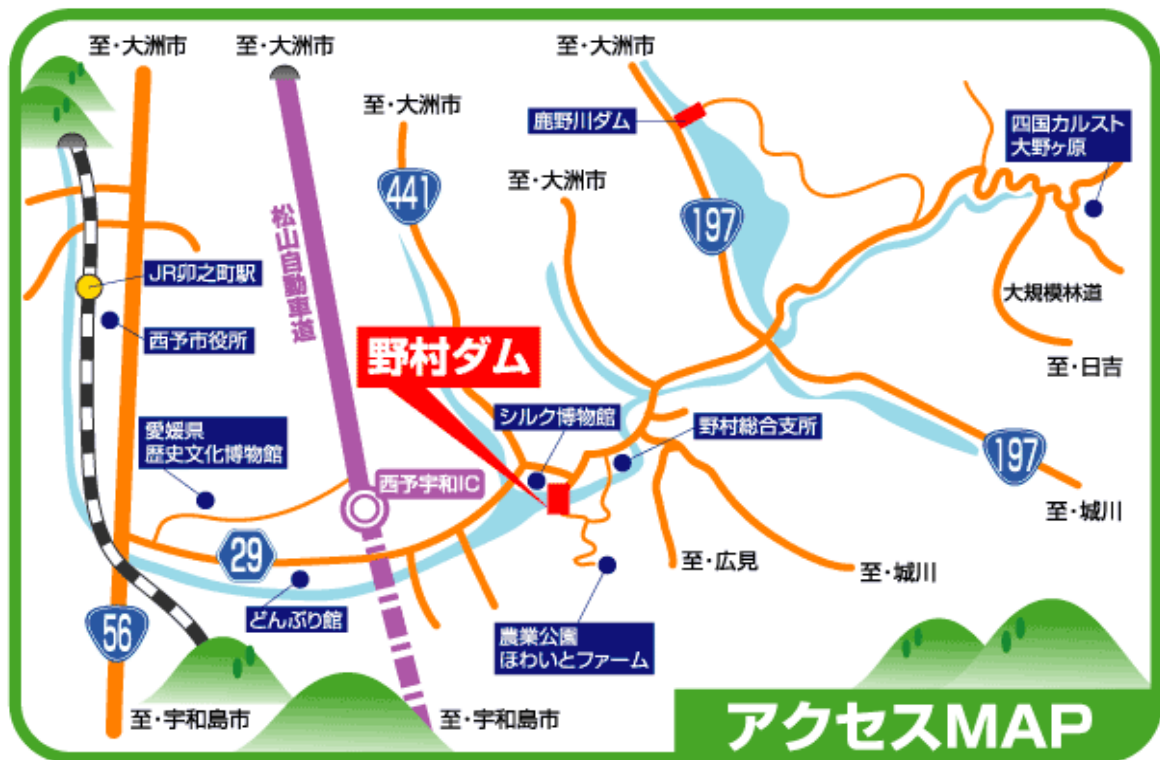 至・大洲市
至・大洲市
至・大洲市
至・大洲市
鹿野川ダム
四国カルスト
大野ヶ原
441
至・大洲市
197
松山自動車道
JR卯之町駅
大規模林道
西予市役所
野村ダム
至・日吉
シルク博物館
野村総合支所
愛媛県
歴史文化博物館
197
西予宇和IC
至・城川
29
至・広見
至・城川
どんぶり館
56
農業公園
ほわいとファーム
至・宇和島市
至・宇和島市
アクセスMAP